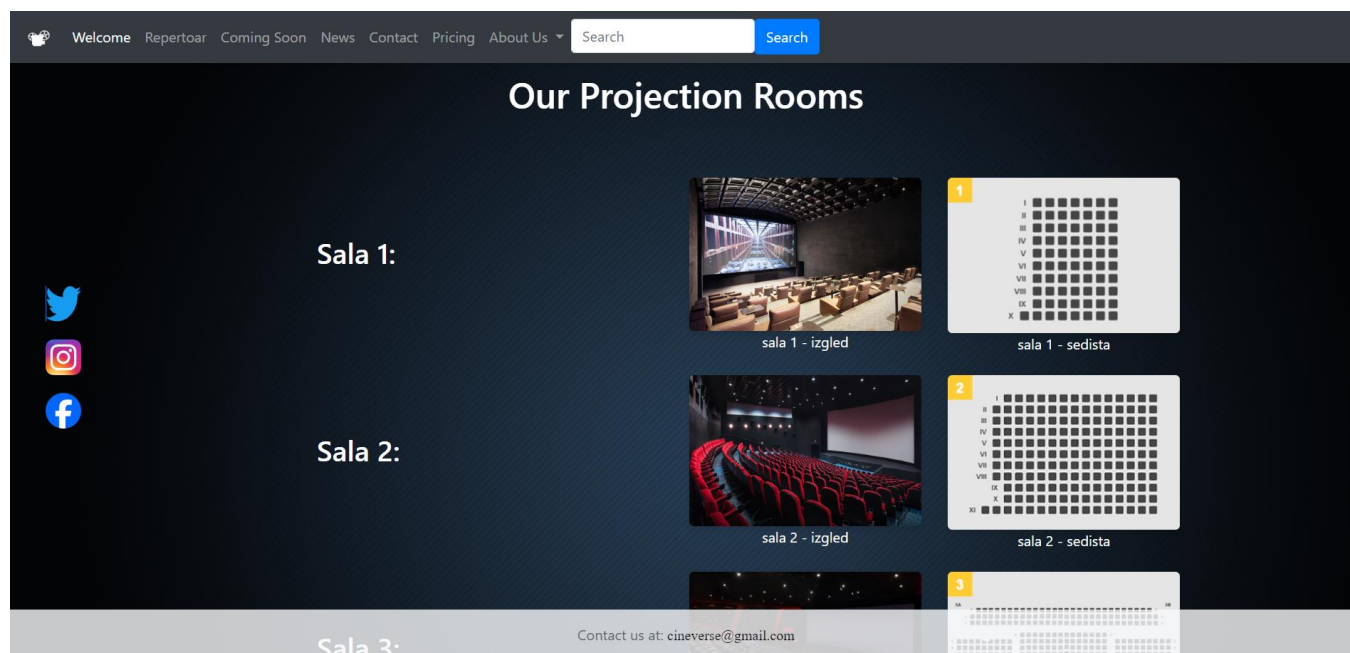 Welcome Repertoar Coming Soon News Contact Pricing About Us Search Search
Our Projection Rooms
Sala 1:
1
I
II
III
IV
V
VI
VII
VIII
IX
X
sala 1 - izgled
sala 1 - sedista
Sala 2:
2
I
II
III
IV
V
VI
VII
VIII
IX
X
XI
sala 2 - izgled
sala 2 - sedista
3
Sala 3:
Contact us at: cineverse@gmail.com